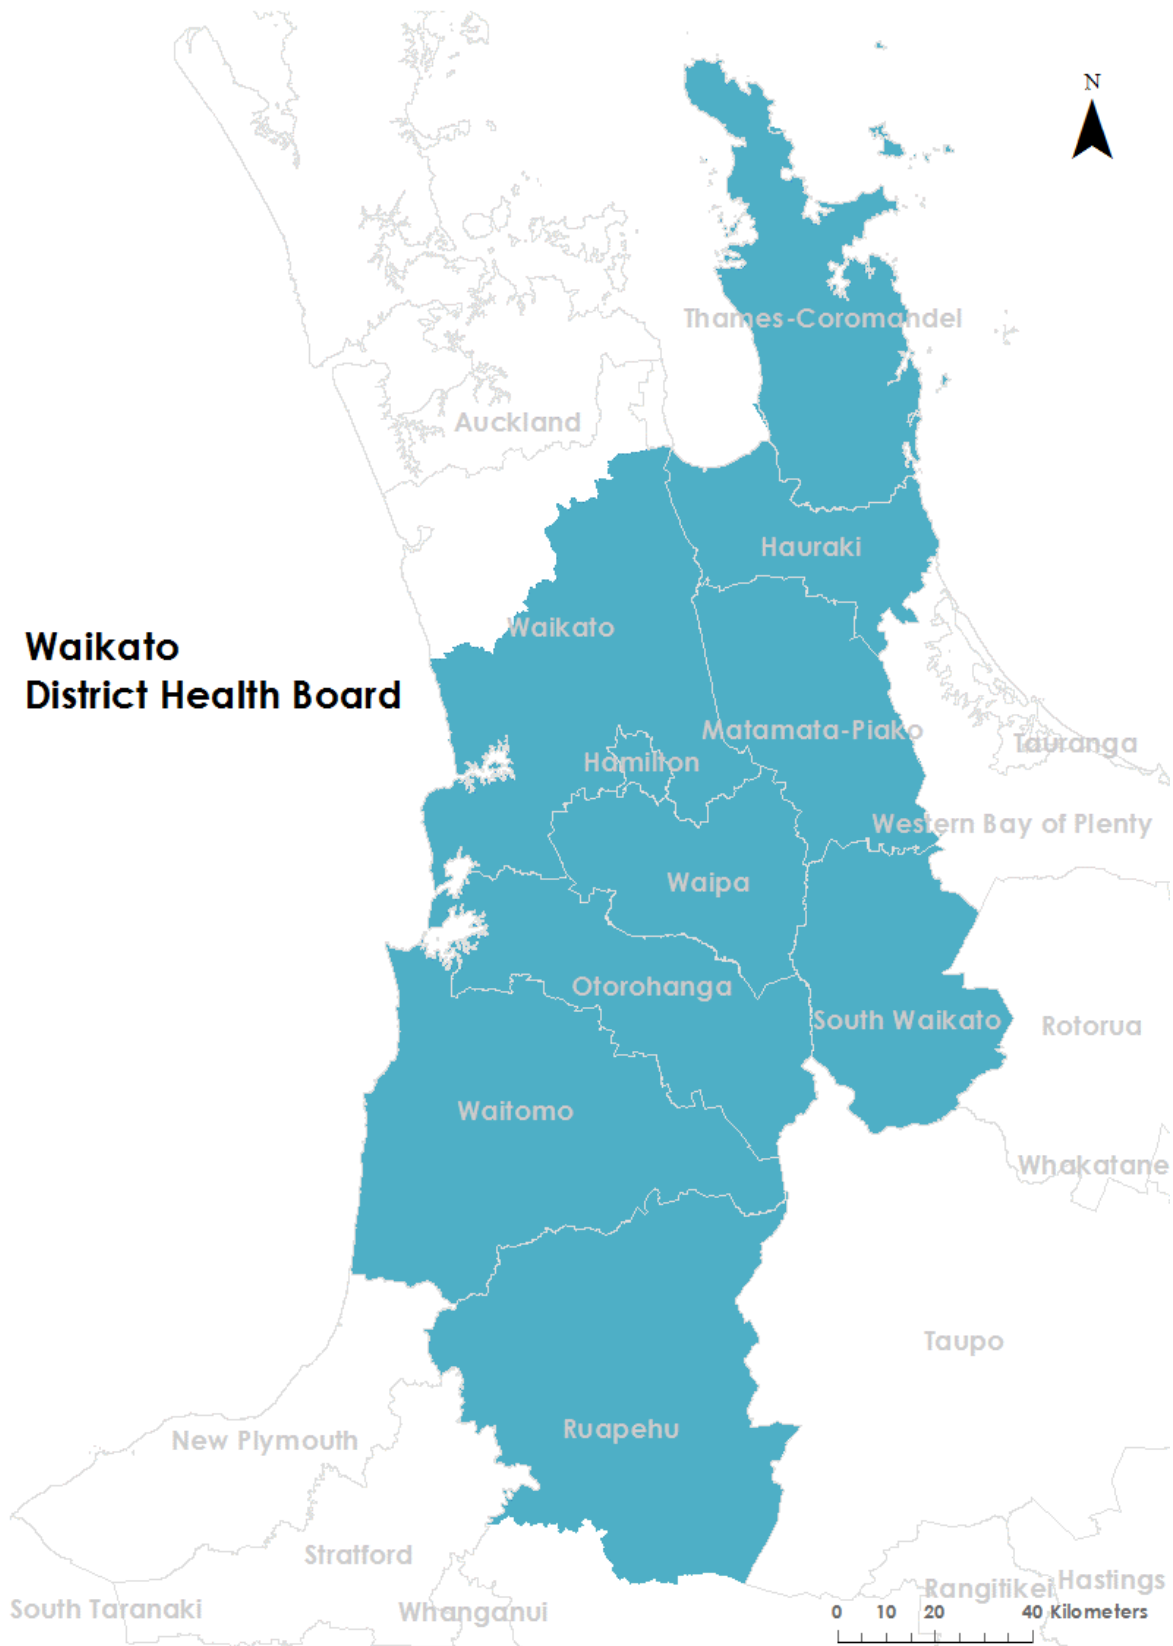 N
Thames-Coromandel
Auckland
Hauraki
Waikato
Waikato
District Health Board
Matamata-Piako
Tauranga
Hamilton
Western Bay of Plenty
Waipa
Otorohanga
South Waikato
Rotorua
Waitomo
Whakatane
Taupo
Ruapehu
New Plymouth
Stratford
Hastings
Rangitikei
South Taranaki
Whanganui
0 10 20 40 Kilometers